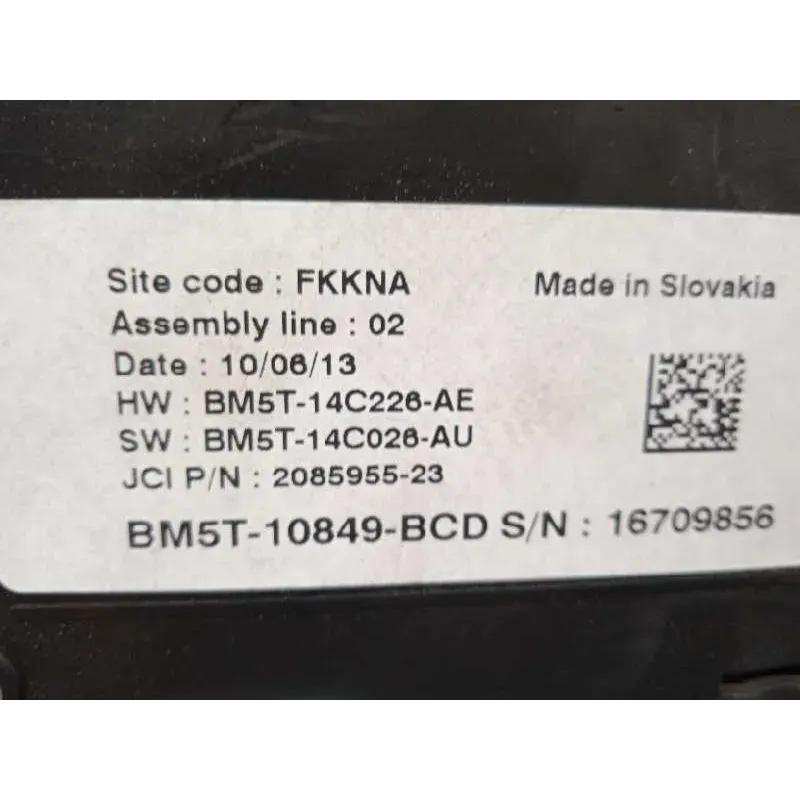 Site code : FKKNA
Made in Slovakia
Assembly line : 02
Date : 10/06/13
HW : BM5T-14C226-AE
SW : BM5T-14C026-AU
JCI P/N : 2085955-23
BM5T-10849-BCD S/N : 16709856